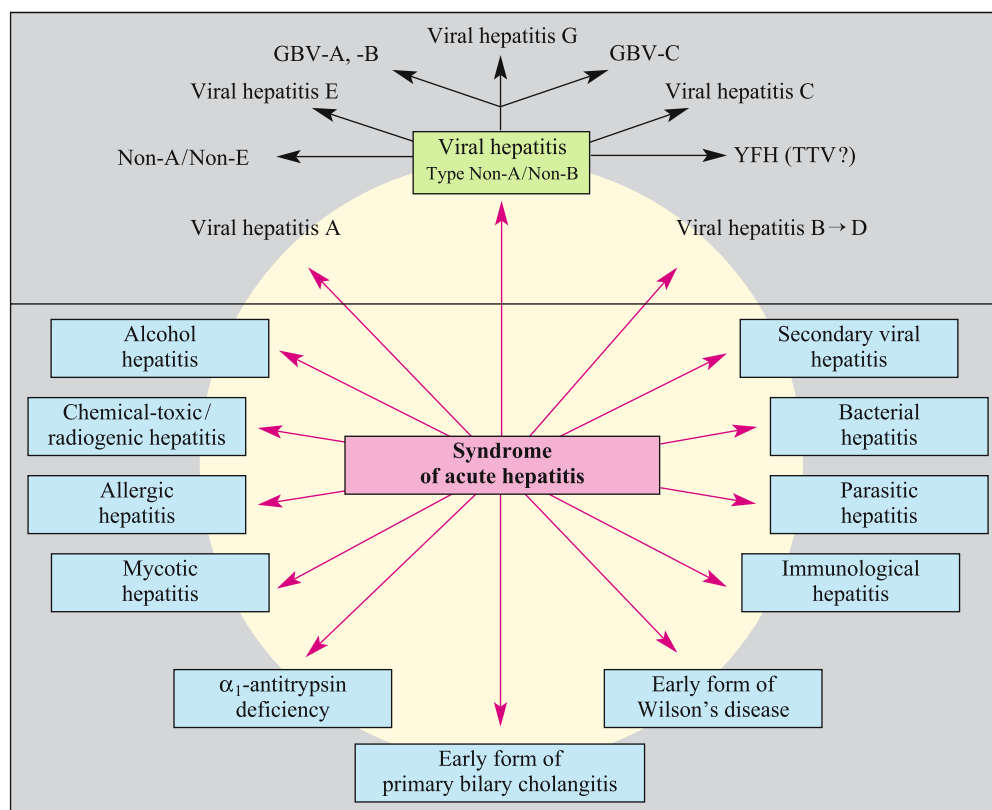 Viral hepatitis G
GBV-A, -B
GBV-C
Viral hepatitis E
Viral hepatitis C
Viral hepatitis
Type Non-A/Non-B
Non-A/Non-E
YFH (TTV?)
Viral hepatitis A
Viral hepatitis B → D
Alcohol
hepatitis
Secondary viral
hepatitis
Chemical-toxic/
radiogenic hepatitis
Bacterial
hepatitis
Syndrome
of acute hepatitis
Allergic
hepatitis
Parasitic
hepatitis
Mycotic
hepatitis
Immunological
hepatitis
α₁-antitrypsin
deficiency
Early form of
Wilson’s disease
Early form of
primary bilary cholangitis